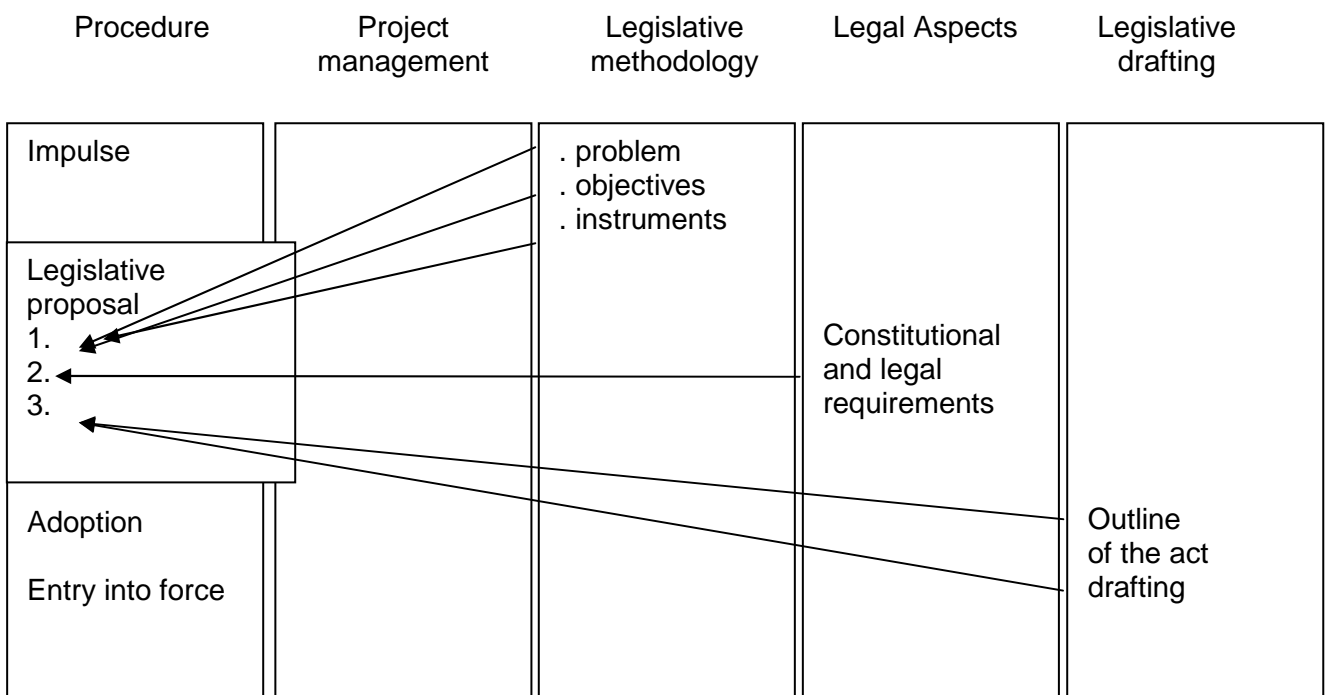 Procedure
Project
management
Legislative
methodology
Legal Aspects
Legislative
drafting
Impulse
Legislative
proposal
1.
2.
3.
Adoption
Entry into force
. problem
. objectives
. instruments
Constitutional
and legal
requirements
Outline
of the act
drafting